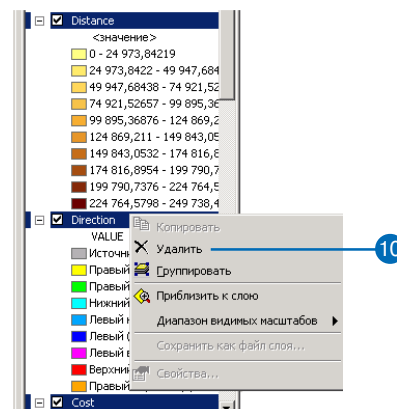 Distance
<значение>
0 - 24 973,84219
24 973,8422 - 49 947,684
49 947,68438 - 74 921,52
74 921,52657 - 99 895,36
99 895,36876 - 124 869,2
124 869,211 - 149 843,05
149 843,0532 - 174 816,8
174 816,8954 - 199 790,7
199 790,7376 - 224 764,5
224 764,5798 - 249 738,4
Direction
VALUE
Источн
Правый
Правый
Нижний
Левый н
Левый (
Левый в
Верхний
Правый
Cost
Копировать
Удалить
Группировать
Приблизить к слою
Диапазон видимых масштабов
Сохранить как файл слоя...
Свойства...
10